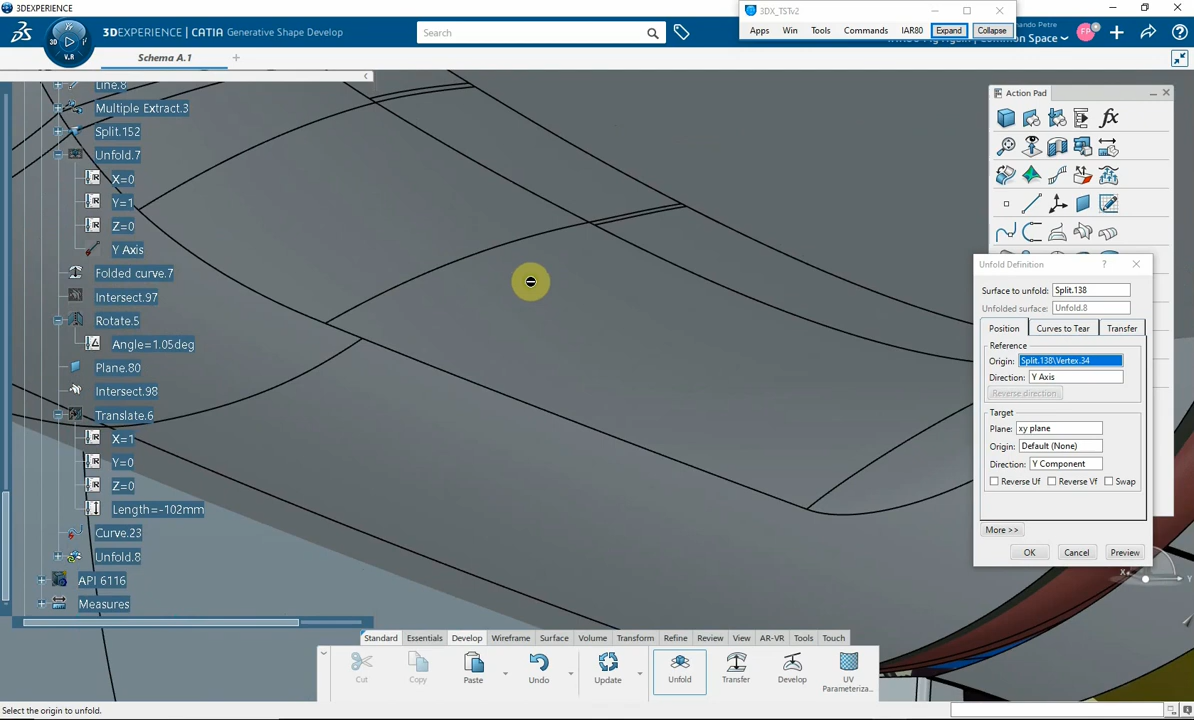 3DEXPERIENCE
3DX_TSTv2
3DEXPERIENCE | CATIA Generative Shape Develop
3D
V.R
Search
Apps Win Tools Commands IAR80 Expand Collapse
Common Space
FP
Schema A.1
Line.8
Multiple Extract.3
Split.152
Unfold.7
X=0
Y=1
Z=0
Y Axis
Folded curve.7
Intersect.97
Rotate.5
Angle=1.05deg
Plane.80
Intersect.98
Translate.6
X=1
Y=0
Z=0
Length=-102mm
Curve.23
Unfold.8
API 6116
Measures
Action Pad
fx
Unfold Definition
?
Surface to unfold: Split.138
Unfolded surface: Unfold.8
Position Curves to Tear Transfer
Reference
Origin: Split.138\Vertex.34
Direction: Y Axis
Reverse direction
Target
Plane: xy plane
Origin: Default (None)
Direction: Y Component
Reverse Uf Reverse Vf Swap
More >>
OK Cancel Preview
X
Standard Essentials Develop Wireframe Surface Volume Transform Refine Review View AR-VR Tools Touch
Cut Copy Paste Undo Update Unfold Transfer Develop UV Parameteriza...
Select the origin to unfold.